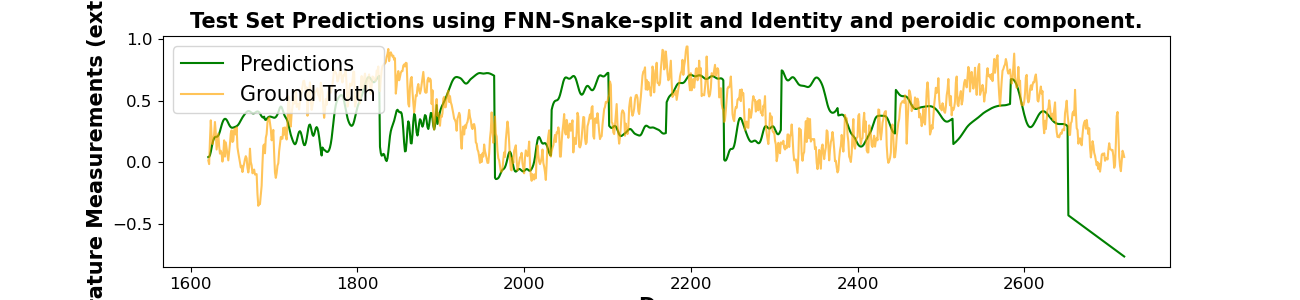 Test Set Predictions using FNN-Snake-split and Identity and peroidic component.
rature Measurements (ext
1.0
0.5
0.0
−0.5
Predictions
Ground Truth
1600
1800
2000
2200
2400
2600